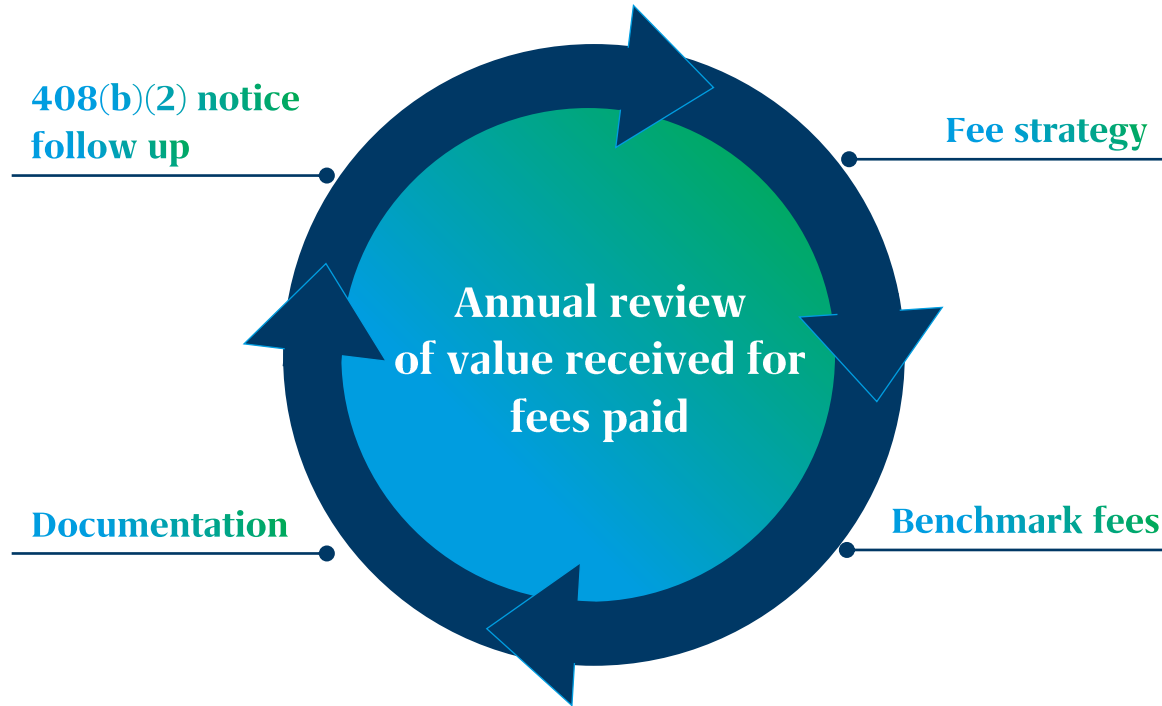 408(b)(2) notice
follow up
Fee strategy
Annual review
of value received for
fees paid
Documentation
Benchmark fees